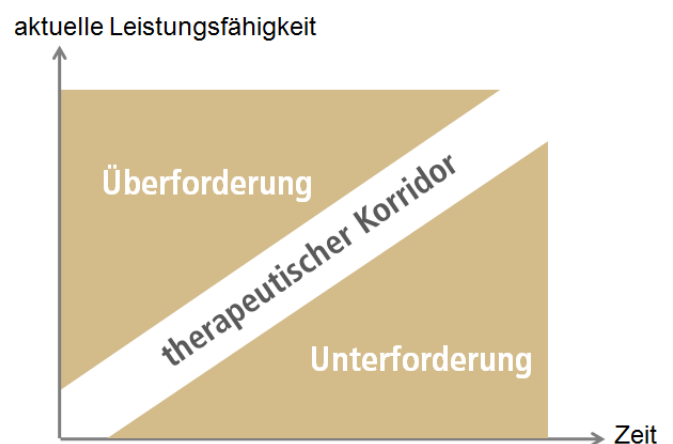 aktuelle Leistungsfähigkeit
Überforderung
therapeutischer Korridor
Unterforderung
Zeit